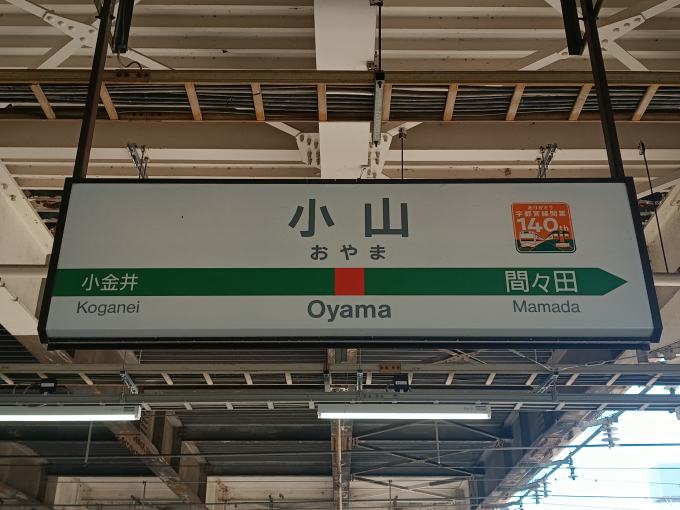 小山
おやま
ありがとう
宇都宮線開業
140th
小金井
間々田
Koganei
Oyama
Mamada